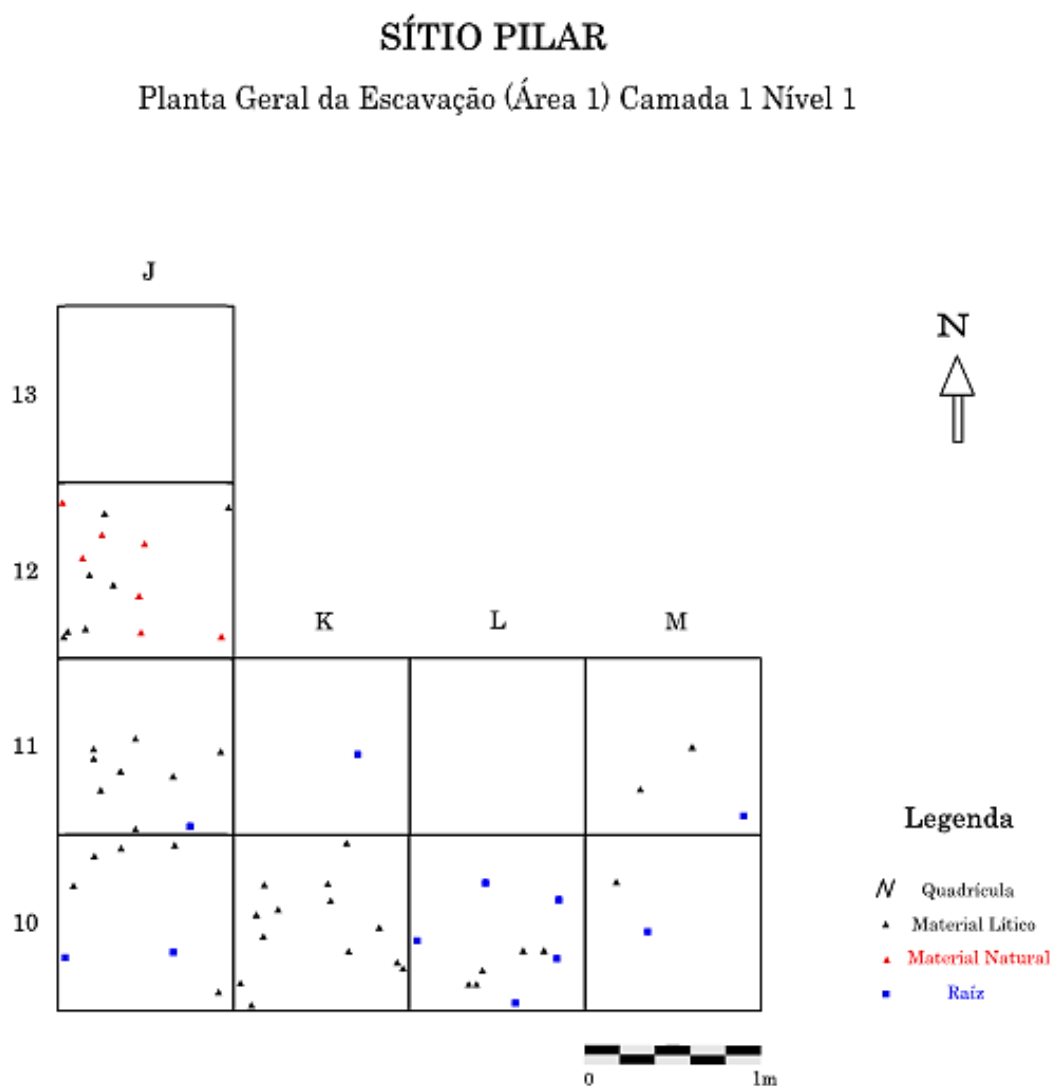 SÍTIO PILAR
Planta Geral da Escavação (Área 1) Camada 1 Nível 1
J
N
13
12
K L M
11
Legenda
N Quadrícula
10
Material Lítico
Material Natural
Raíz
0 1m